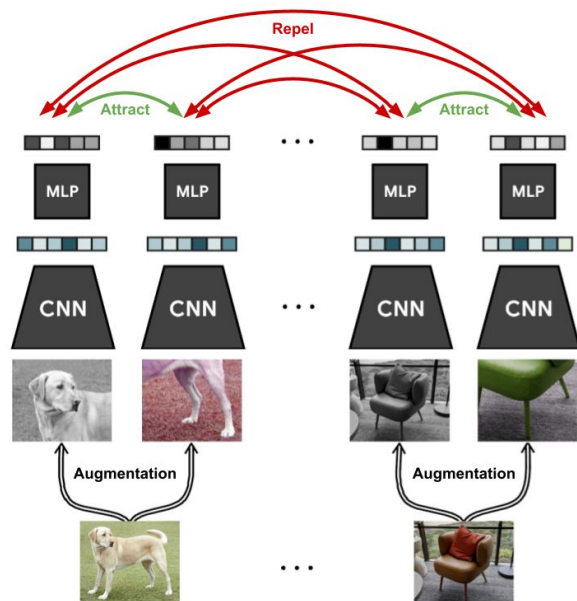 Repel
Attract
Attract
...
MLP
MLP
MLP
MLP
CNN
CNN
...
CNN
CNN
Augmentation
Augmentation
...